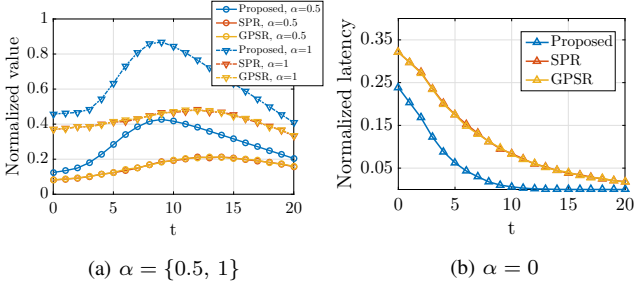 Proposed, α=0.5
SPR, α=0.5
GPSR, α=0.5
Proposed, α=1
SPR, α=1
GPSR, α=1
Normalized value
1
0.8
0.6
0.4
0.2
0
0 5 10 15 20
t
(a) α = {0.5, 1}
Proposed
SPR
GPSR
Normalized latency
0.35
0.25
0.15
0.05
0 5 10 15 20
t
(b) α = 0